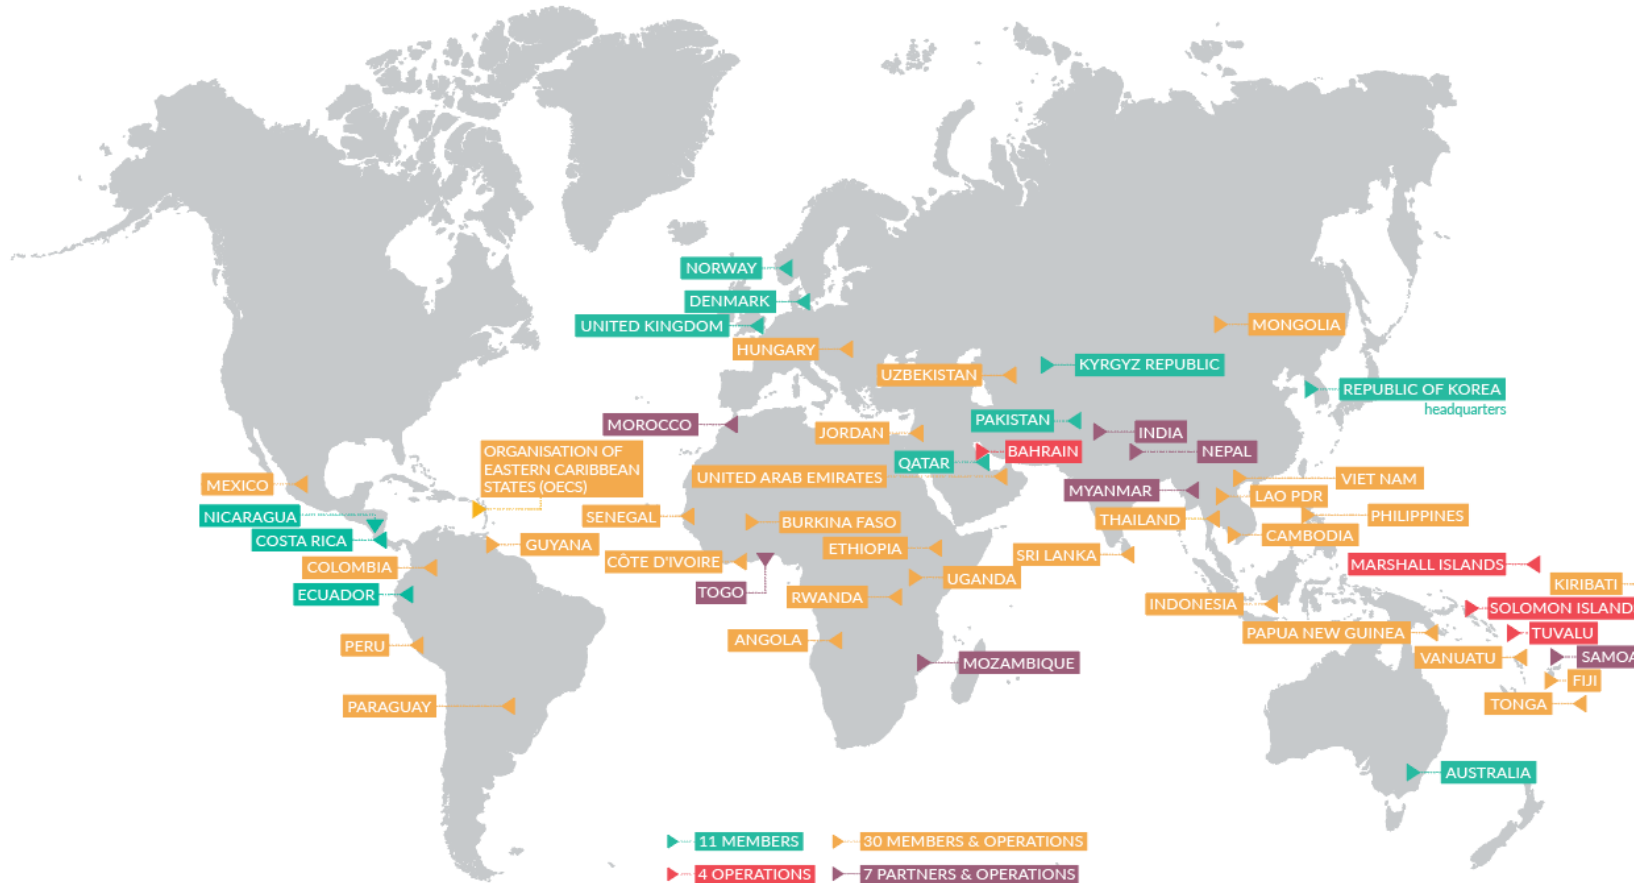 NORWAY
DENMARK
UNITED KINGDOM
MONGOLIA
HUNGARY
KYRGYZ REPUBLIC
UZBEKISTAN
REPUBLIC OF KOREA
headquarters
PAKISTAN
MOROCCO
JORDAN
INDIA
ORGANISATION OF
EASTERN CARIBBEAN
STATES (OECS)
BAHRAIN
NEPAL
QATAR
UNITED ARAB EMIRATES
VIET NAM
MEXICO
MYANMAR
LAO PDR
NICARAGUA
SENEGAL
BURKINA FASO
THAILAND
PHILIPPINES
COSTA RICA
GUYANA
ETHIOPIA
SRI LANKA
CAMBODIA
COLOMBIA
CÔTE D'IVOIRE
UGANDA
MARSHALL ISLANDS
KIRIBATI
ECUADOR
TOGO
RWANDA
INDONESIA
SOLOMON ISLAND
PERU
ANGOLA
PAPUA NEW GUINEA
TUVALU
MOZAMBIQUE
VANUATU
SAMOA
FIJI
PARAGUAY
TONGA
AUSTRALIA
11 MEMBERS
30 MEMBERS & OPERATIONS
4 OPERATIONS
7 PARTNERS & OPERATIONS